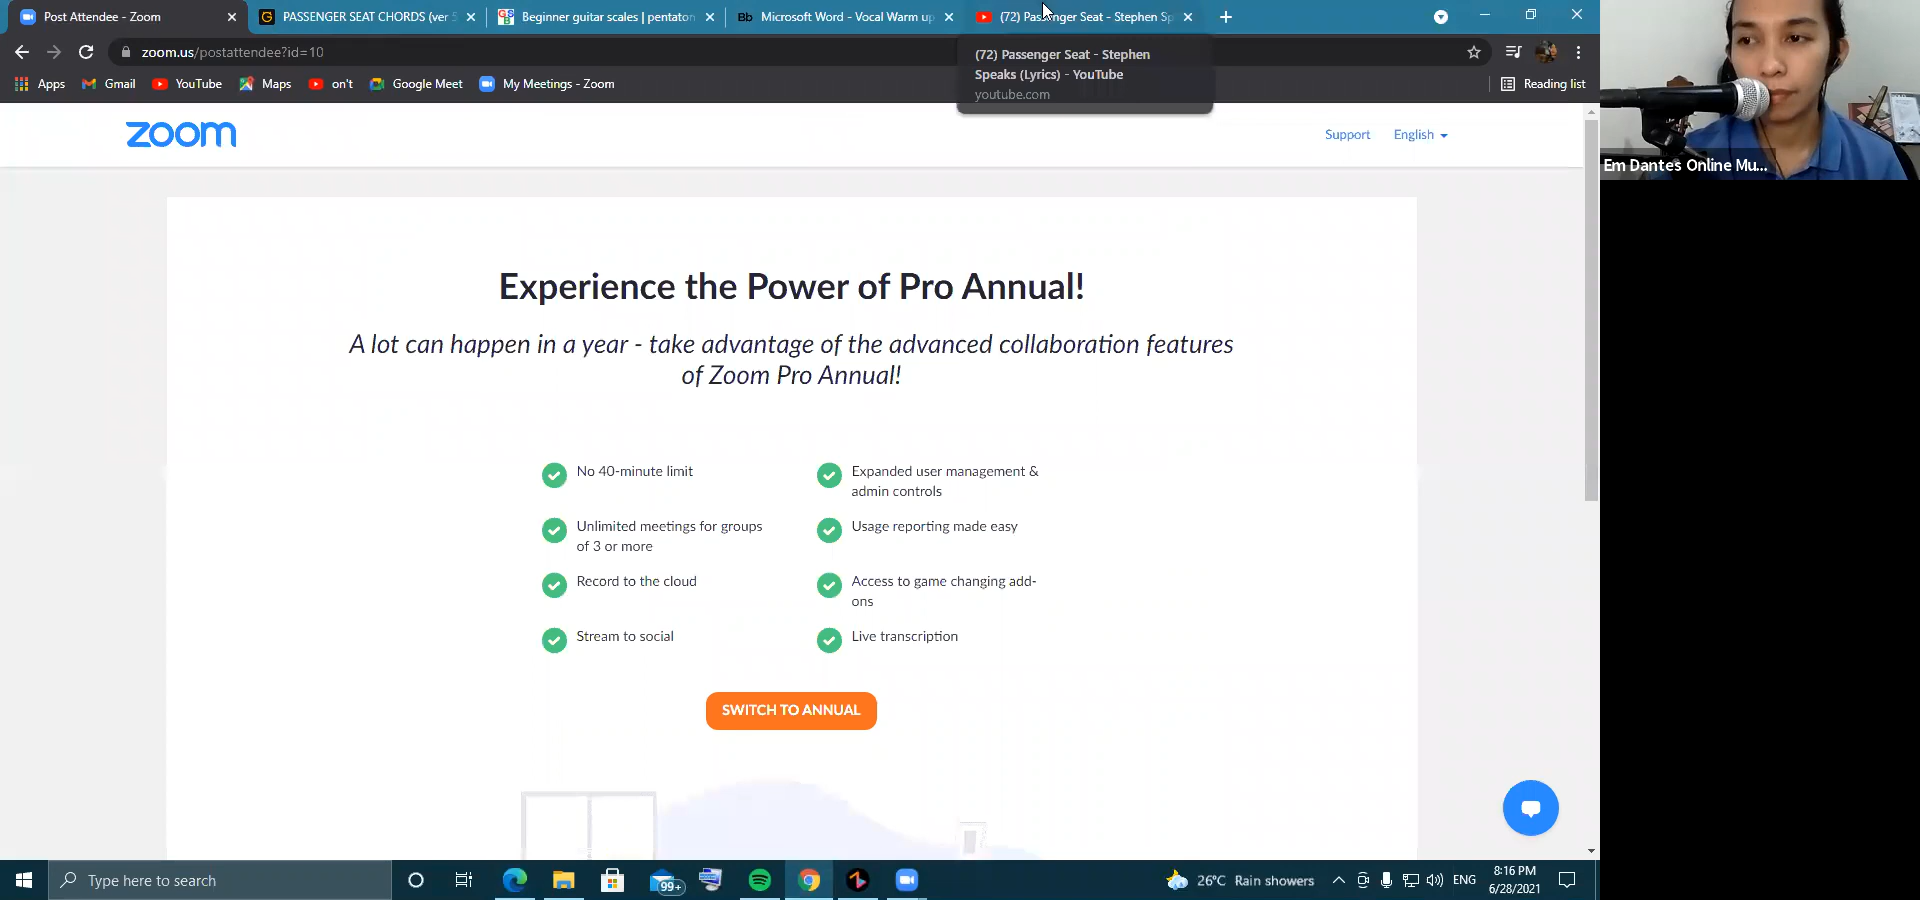 Post Attendee - Zoom
PASSENGER SEAT CHORDS (ver
Beginner guitar scales | pentaton
Bb Microsoft Word - Vocal Warm up
(72) Passenger Seat - Stephen Sp
zoom.us/postattendee?id=10
(72) Passenger Seat - Stephen
Speaks (Lyrics) - YouTube
youtube.com
Apps
Gmail
YouTube
Maps
on't
Google Meet
My Meetings - Zoom
Reading list
zoom
Support
English
Em Dantes Online Mu...
Experience the Power of Pro Annual!
A lot can happen in a year - take advantage of the advanced collaboration features
of Zoom Pro Annual!
No 40-minute limit
Unlimited meetings for groups
of 3 or more
Record to the cloud
Stream to social
Expanded user management &
admin controls
Usage reporting made easy
Access to game changing add-
ons
Live transcription
SWITCH TO ANNUAL
Type here to search
99+
26°C Rain showers
ENG
8:16 PM
6/28/2021